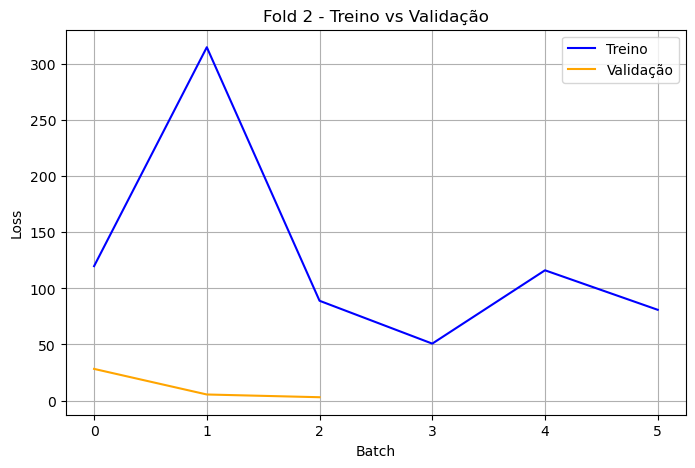 Fold 2 - Treino vs Validação
Treino
Validação
300
250
200
150
100
50
0
Loss
0 1 2 3 4 5
Batch